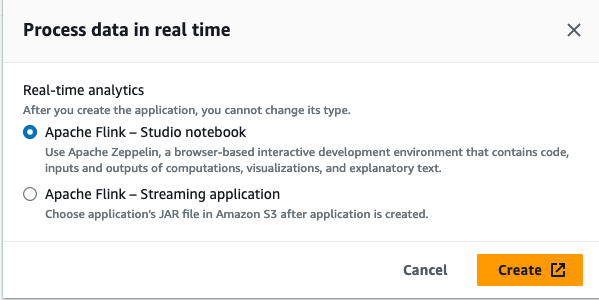 Process data in real time
Real-time analytics
After you create the application, you cannot change its type.
Apache Flink – Studio notebook
Use Apache Zeppelin, a browser-based interactive development environment that contains code,
inputs and outputs of computations, visualizations, and explanatory text.
Apache Flink – Streaming application
Choose application's JAR file in Amazon S3 after application is created.
Cancel
Create